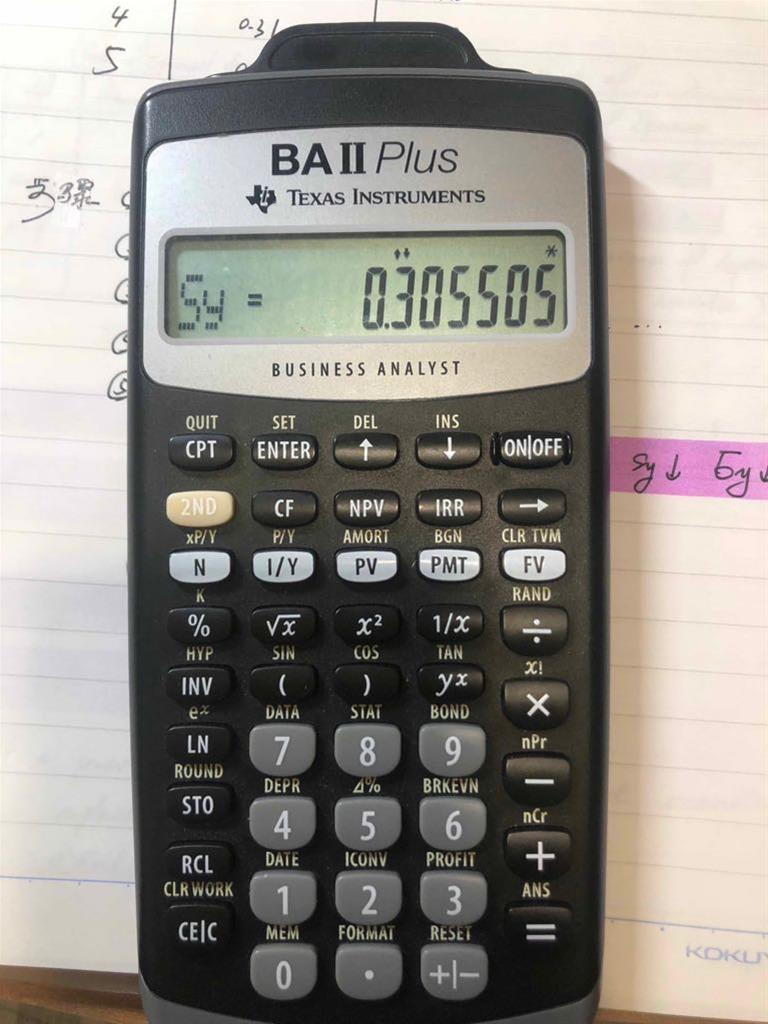 4
0.31
5
步骤
BA II Plus
TEXAS INSTRUMENTS
Sy = 0.305505
BUSINESS ANALYST
QUIT SET DEL INS
CPT ENTER ↑ ↓ ON|OFF
Sy↓ σy↓
2ND CF NPV IRR →
xP/Y P/Y AMORT BGN CLR TVM
N I/Y PV PMT FV
K RAND
% √x x² 1/x ÷
HYP SIN COS TAN x!
INV ( ) yx ×
eˣ DATA STAT BOND nPr
LN 7 8 9 −
ROUND DEPR Δ% BRKEVN nCr
STO 4 5 6 +
RCL DATE ICONV PROFIT ANS
CLR WORK 1 2 3 =
CE|C MEM FORMAT RESET
0 . +|−
KOKUY